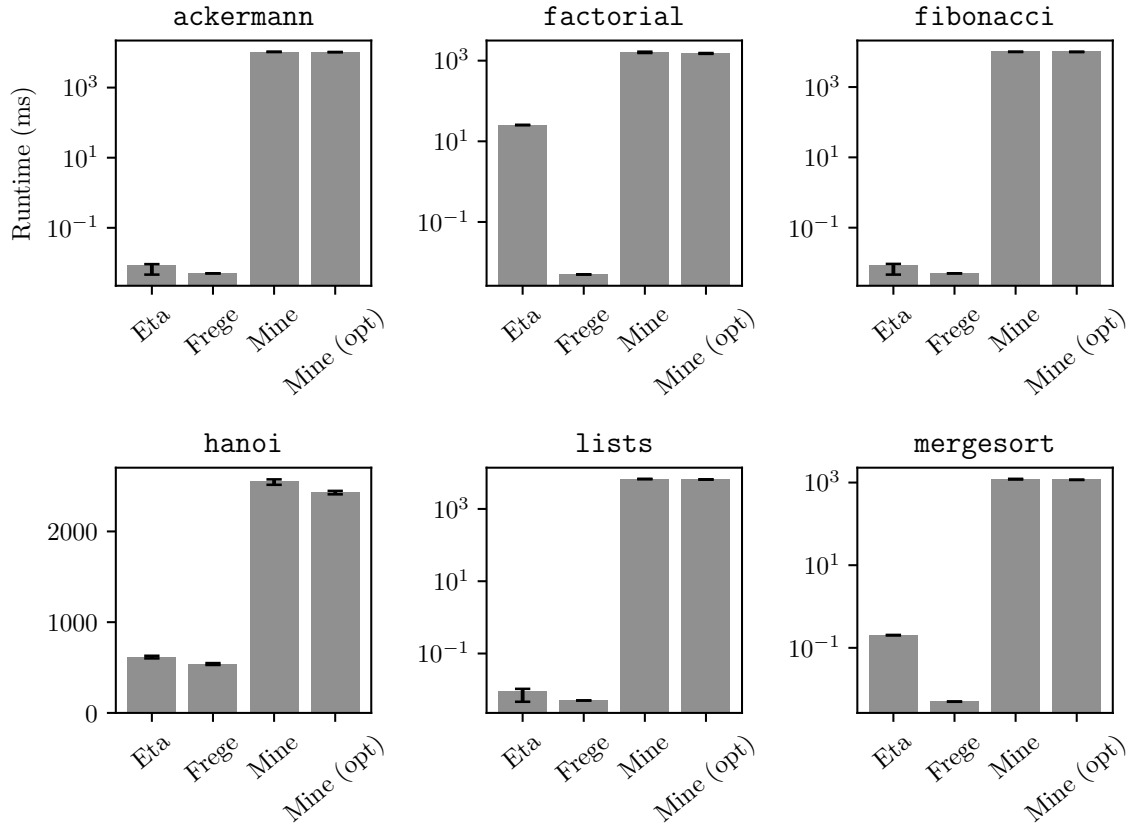 ackermann
factorial
fibonacci
Runtime (ms)
10^3
10^1
10^-1
Eta
Frege
Mine
Mine (opt)
10^3
10^1
10^-1
Eta
Frege
Mine
Mine (opt)
10^3
10^1
10^-1
Eta
Frege
Mine
Mine (opt)
hanoi
lists
mergesort
2000
1000
0
Eta
Frege
Mine
Mine (opt)
10^3
10^1
10^-1
Eta
Frege
Mine
Mine (opt)
10^3
10^-1
Eta
Frege
Mine
Mine (opt)